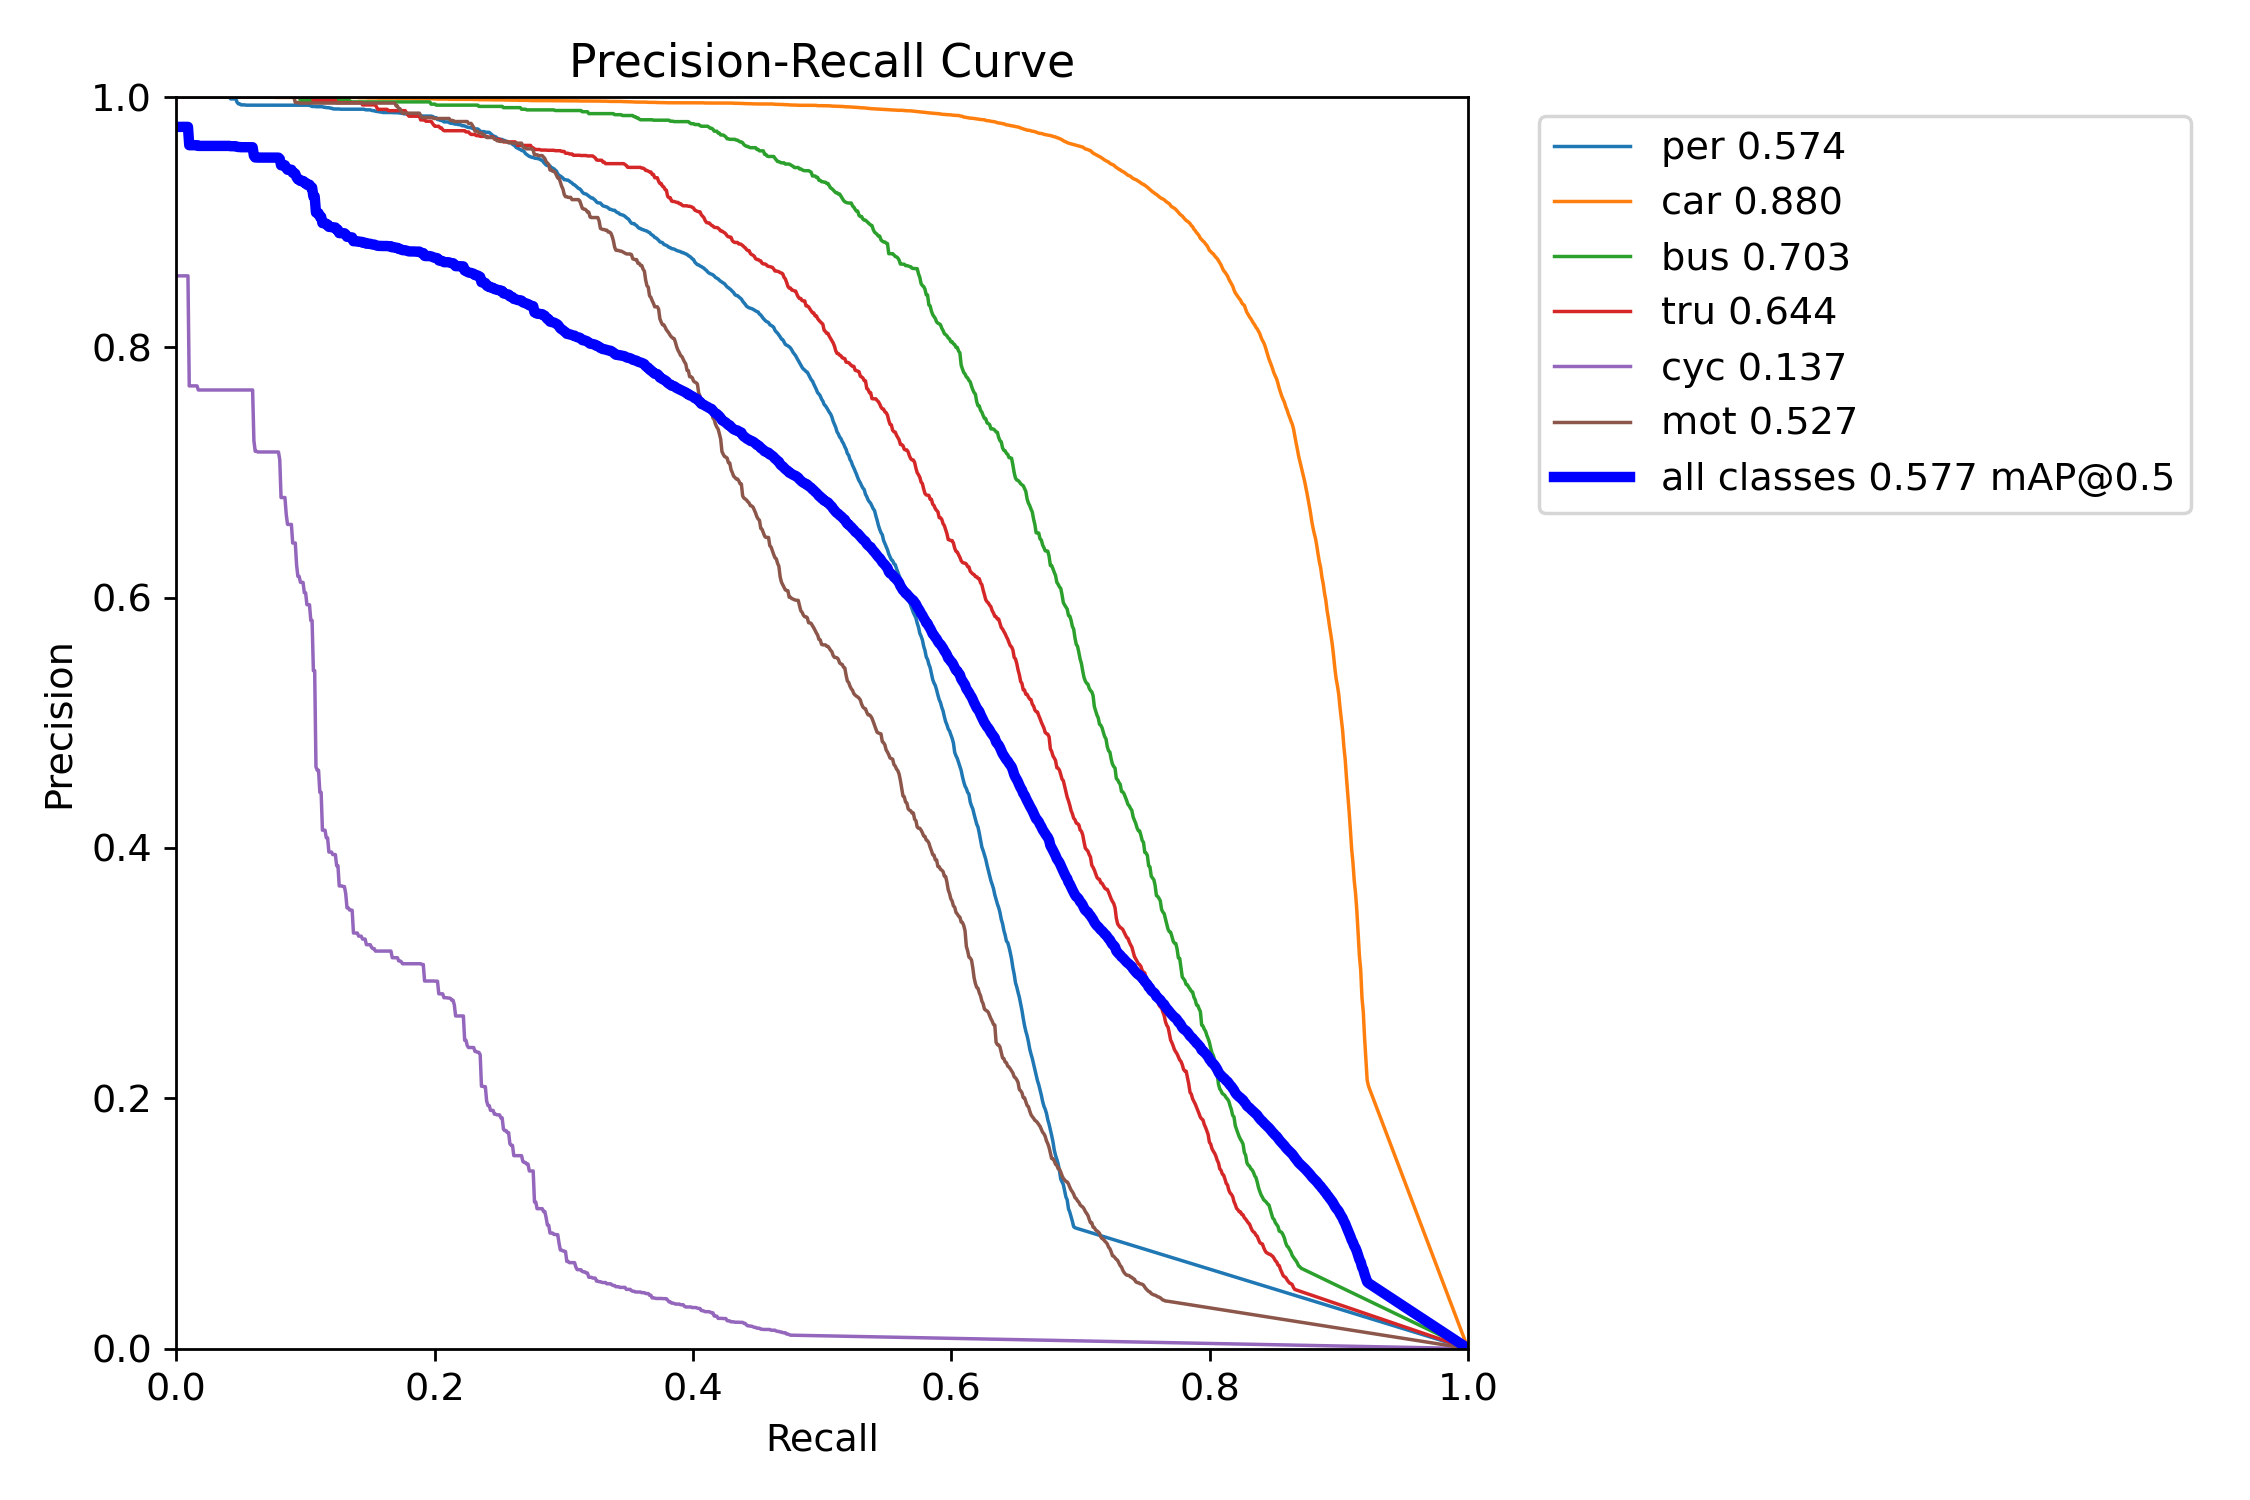 Precision-Recall Curve
1.0
0.8
0.6
0.4
0.2
0.0
Precision
0.0 0.2 0.4 0.6 0.8 1.0
Recall
per 0.574
car 0.880
bus 0.703
tru 0.644
cyc 0.137
mot 0.527
all classes 0.577 mAP@0.5